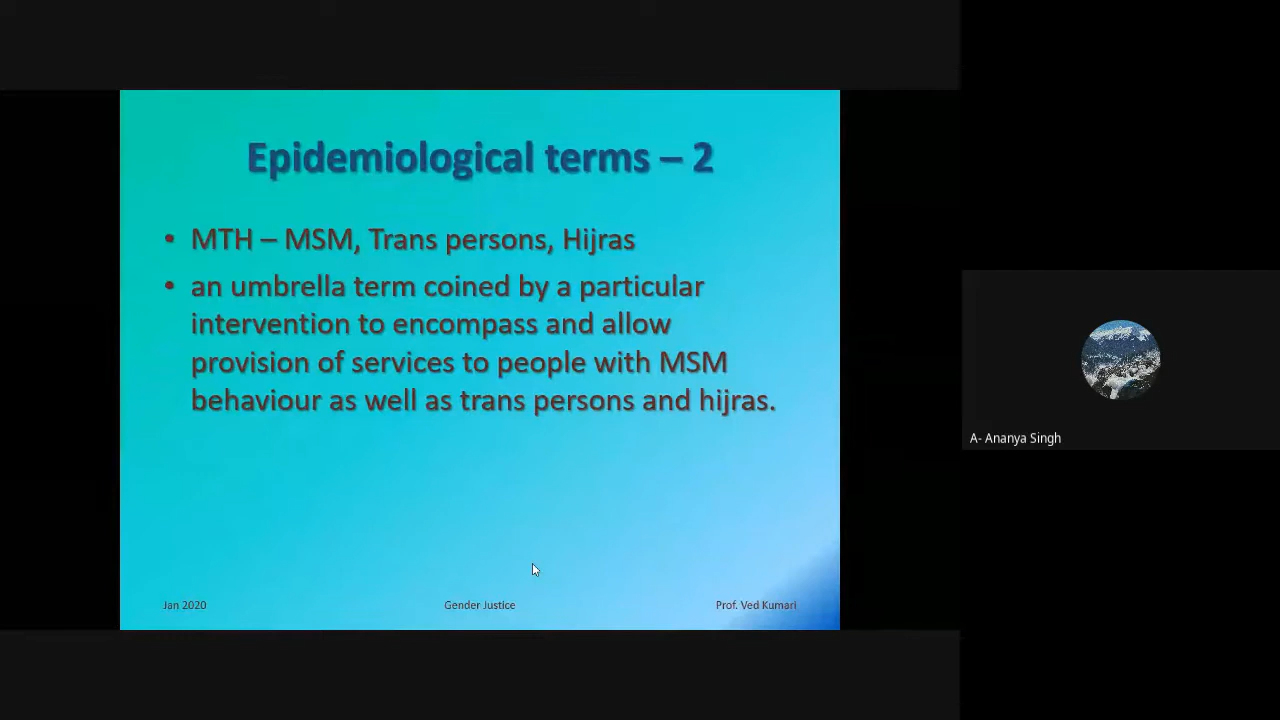 Epidemiological terms – 2
• MTH – MSM, Trans persons, Hijras
• an umbrella term coined by a particular
intervention to encompass and allow
provision of services to people with MSM
behaviour as well as trans persons and hijras.
Jan 2020
Gender Justice
Prof. Ved Kumari
A- Ananya Singh